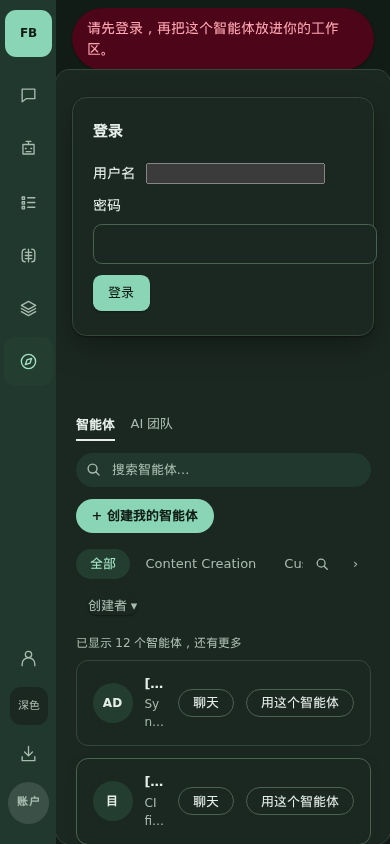 FB
请先登录，再把这个智能体放进你的工作
区。
登录
用户名
密码
登录
智能体
AI 团队
搜索智能体...
+ 创建我的智能体
全部
Content Creation
Cus
›
创建者 ▾
已显示 12 个智能体，还有更多
AD
[...
Sy
n...
聊天
用这个智能体
目
[...
CI
fi...
聊天
用这个智能体
深色
账户